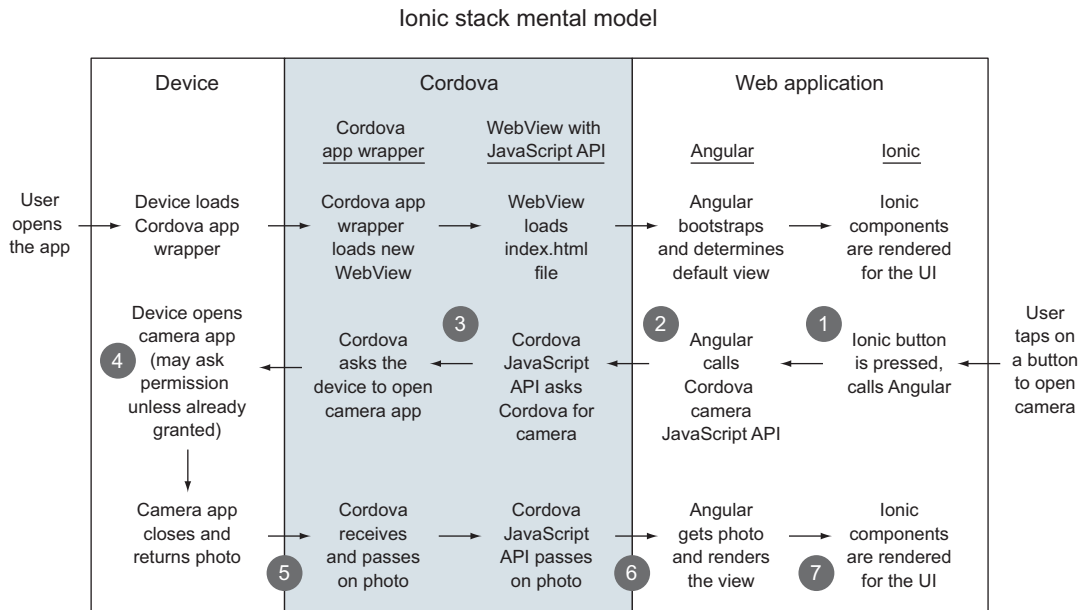 Ionic stack mental model
Device
Cordova
Web application
Cordova
app wrapper
WebView with
JavaScript API
Angular
Ionic
User
opens
the app
Device loads
Cordova app
wrapper
Cordova app
wrapper
loads new
WebView
WebView
loads
index.html
file
Angular
bootstraps
and determines
default view
Ionic
components
are rendered
for the UI
User
taps on
a button
to open
camera
1
Ionic button
is pressed,
calls Angular
2
Angular
calls
Cordova
camera
JavaScript API
3
Cordova
JavaScript
API asks
Cordova for
camera
Cordova
asks the
device to open
camera app
4
Device opens
camera app
(may ask
permission
unless already
granted)
Camera app
closes and
returns photo
5
Cordova
receives
and passes
on photo
Cordova
JavaScript
API passes
on photo
6
Angular
gets photo
and renders
the view
7
Ionic
components
are rendered
for the UI